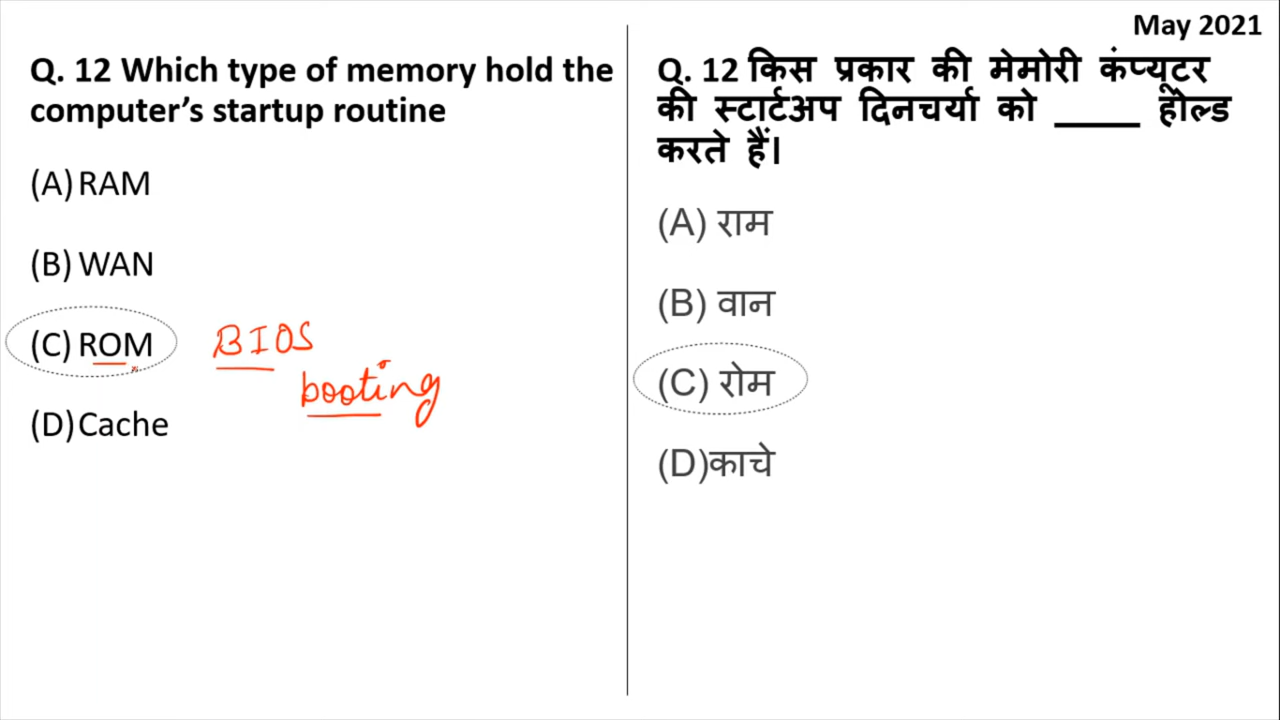 May 2021
Q. 12 Which type of memory hold the
computer’s startup routine
(A) RAM
(B) WAN
(C) ROM
BIOS
booting
(D) Cache
Q. 12 किस प्रकार की मेमोरी कंप्यूटर
की स्टार्टअप दिनचर्या को _____ होल्ड
करते हैं।
(A) राम
(B) वान
(C) रोम
(D)काचे